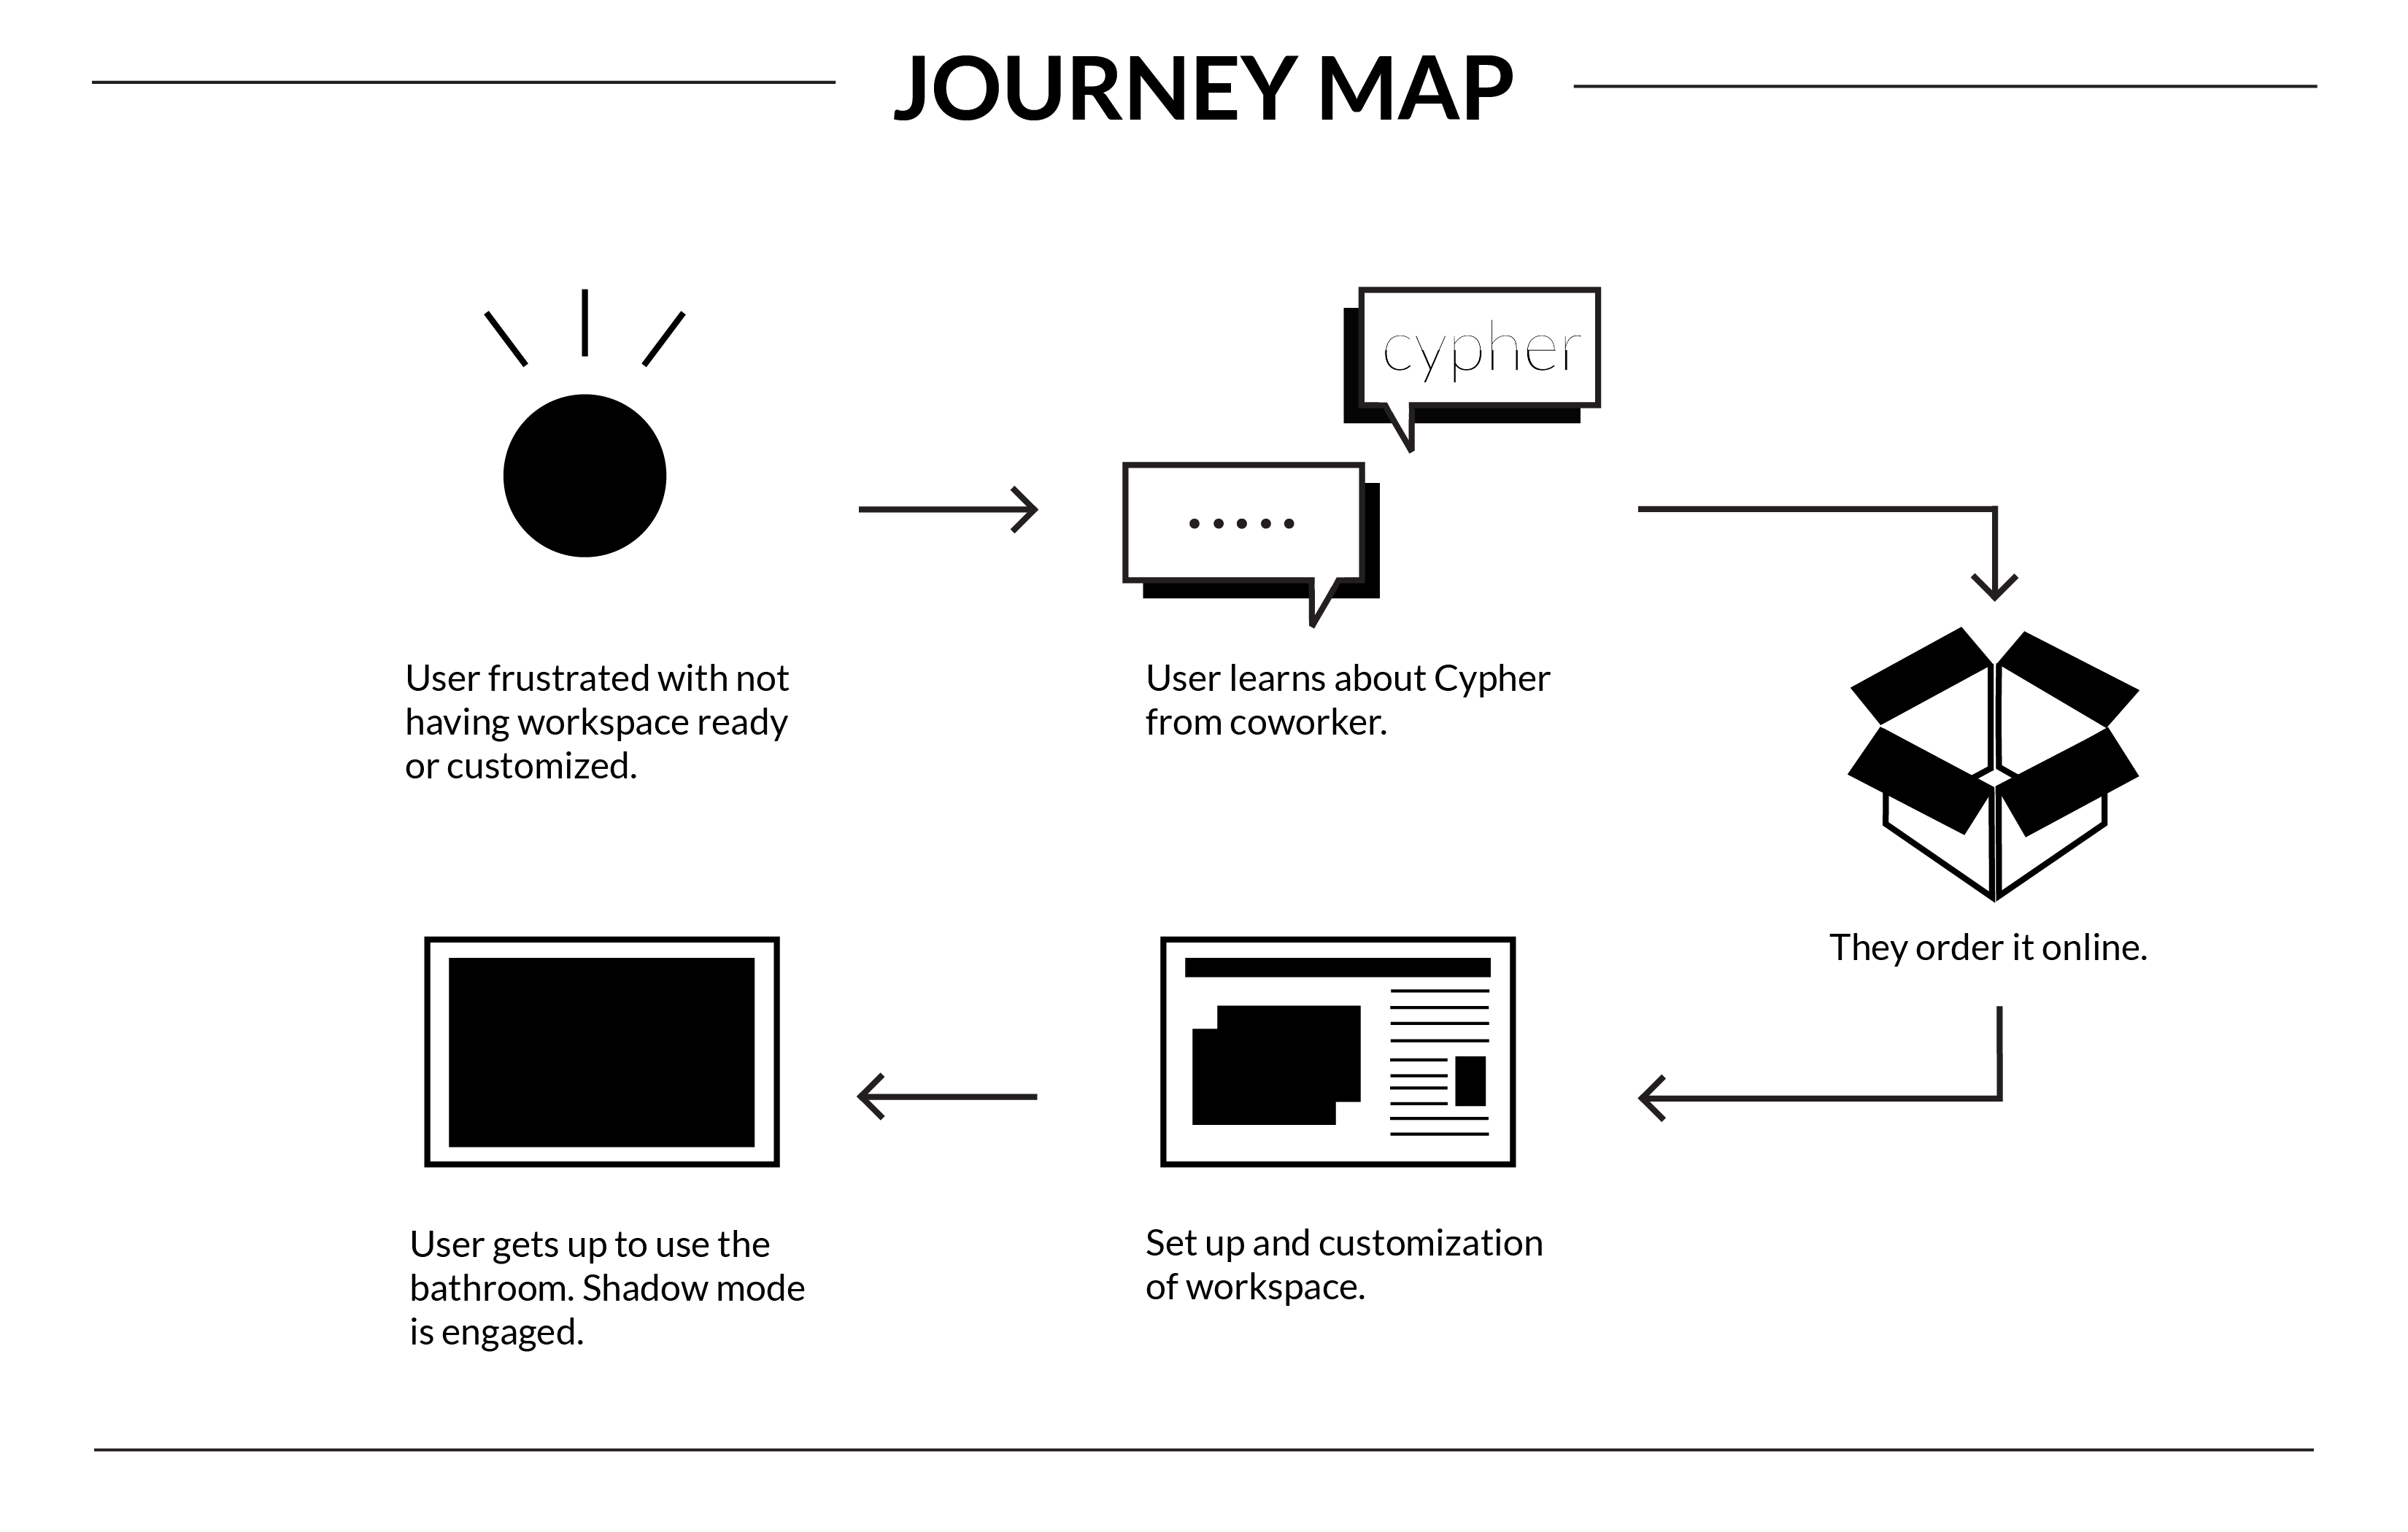 JOURNEY MAP
cypher
User frustrated with not
having workspace ready
or customized.
User learns about Cypher
from coworker.
They order it online.
Set up and customization
of workspace.
User gets up to use the
bathroom. Shadow mode
is engaged.